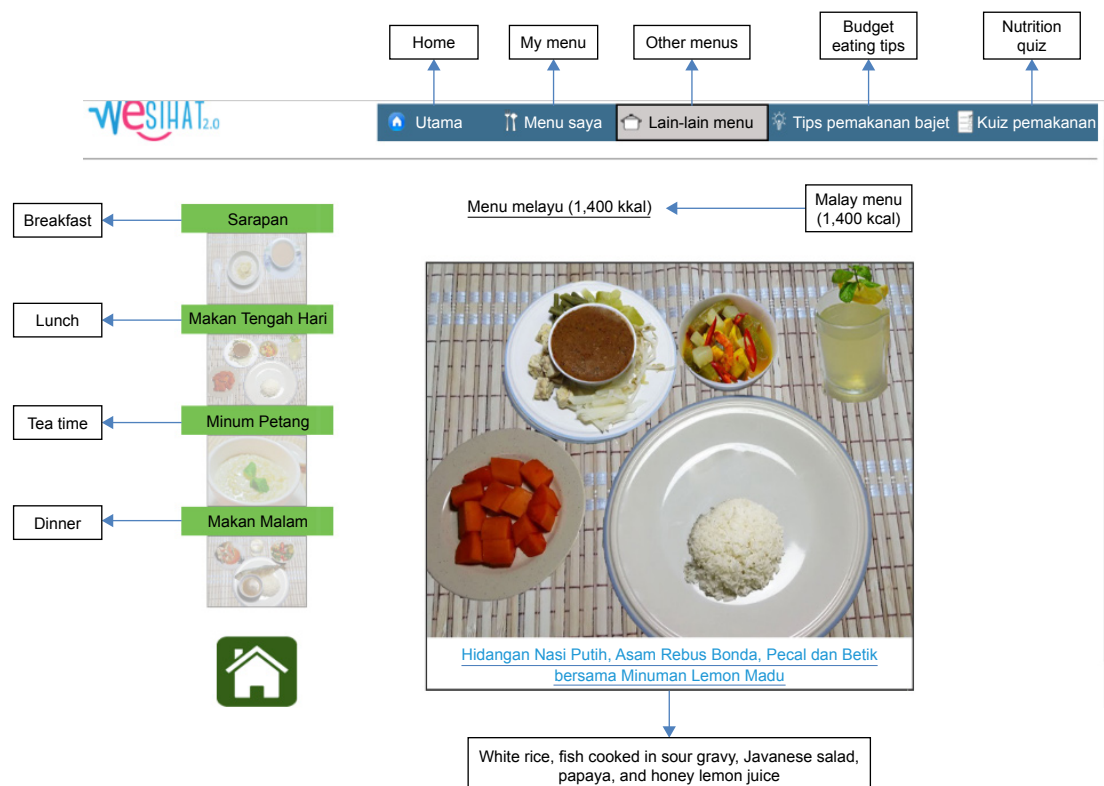 Home
My menu
Other menus
Budget
eating tips
Nutrition
quiz
WeSIHAT 2.0
Utama
Menu saya
Lain-lain menu
Tips pemakanan bajet
Kuiz pemakanan
Breakfast
Sarapan
Menu melayu (1,400 kkal)
Malay menu
(1,400 kcal)
Lunch
Makan Tengah Hari
Tea time
Minum Petang
Dinner
Makan Malam
Hidangan Nasi Putih, Asam Rebus Bonda, Pecal dan Betik
bersama Minuman Lemon Madu
White rice, fish cooked in sour gravy, Javanese salad,
papaya, and honey lemon juice